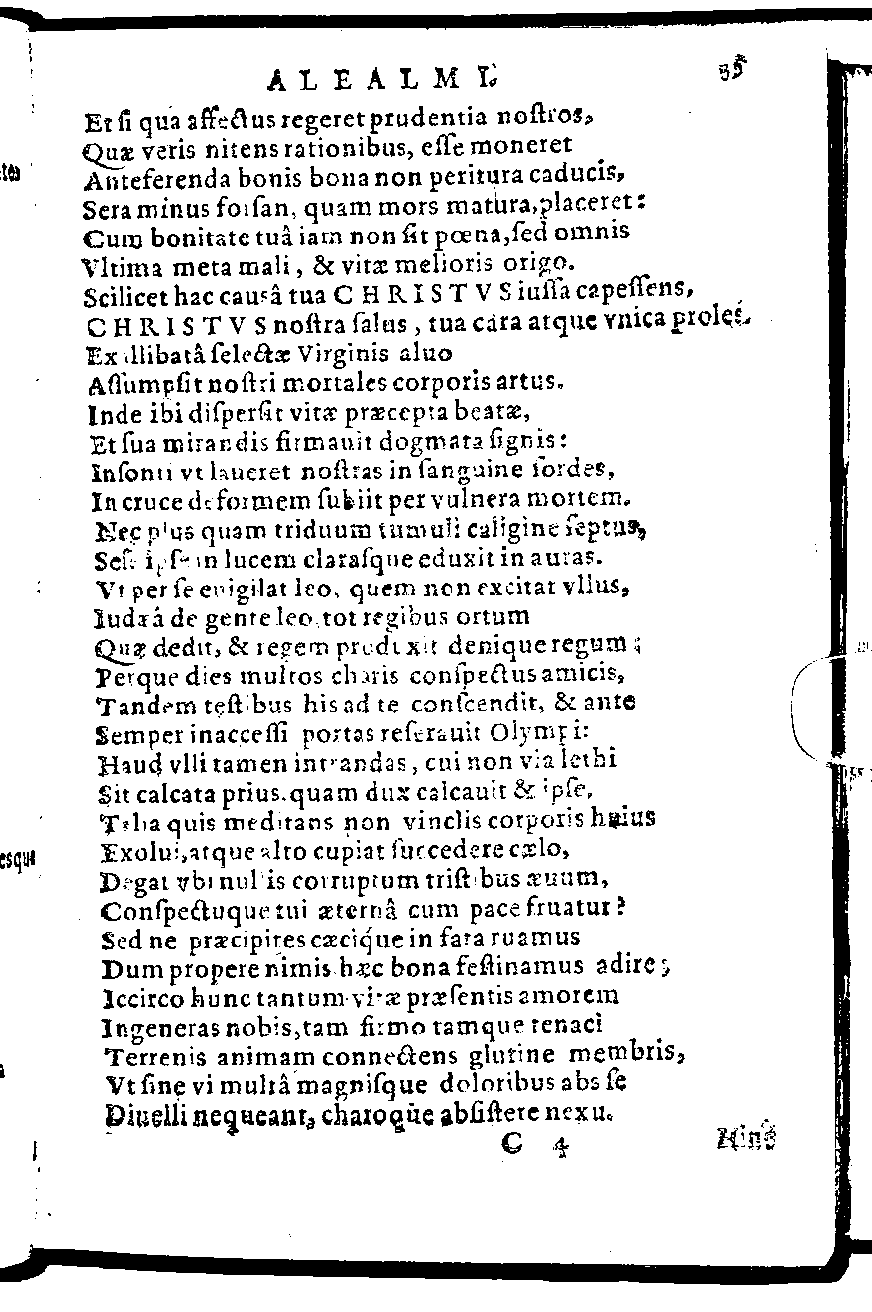 ALEALMI. 35
Et ſi qua affectus regeret prudentia noſtros,
Quæ veris nitens rationibus, eſſe moneret
Anteferenda bonis bona non peritura caducis,
Sera minus forſan, quam mors matura, placeret:
Cum bonitate tuâ iam non ſit pœna, ſed omnis
Vltima meta mali, & vitæ melioris origo.
Scilicet hac causâ tua CHRISTVS iuſſa capeſſens,
CHRISTVS noſtra ſalus, tua cara atque vnica proles.
Ex illibatâ ſelectæ Virginis aluo
Aſſumpſit noſtri mortales corporis artus.
Inde ibi diſperſit vitæ præcepta beatæ,
Et ſua mirandis firmauit dogmata ſignis:
Inſonti vt laueret noſtras in ſanguine ſordes,
In cruce deformem ſubiit per vulnera mortem.
Nec plus quam triduum tumuli caligine ſeptus,
Seſe ipſe in lucem claraſque eduxit in auras.
Vt per ſe euigilat leo, quem non excitat vllus,
Iudæâ de gente leo, tot regibus ortum
Quæ dedit, & regem produxit denique regum;
Perque dies multos charis conſpectus amicis,
Tandem teſtibus his ad te conſcendit, & ante
Semper inacceſſi portas reſerauit Olympi:
Haud vlli tamen intrandas, cui non via lethi
Sit calcata prius, quam dux calcauit & ipſe,
Talia quis meditans non vinclis corporis huius
Exolui, atque alto cupiat ſuccedere cælo,
Degat vbi nullis corruptum triſtibus æuum,
Conſpectuque tui æternâ cum pace fruatur?
Sed ne præcipites cæcique in fata ruamus
Dum propere nimis hæc bona feſtinamus adire;
Iccirco hunc tantum vitæ præſentis amorem
Ingeneras nobis, tam firmo tamque tenaci
Terrenis animam connectens glutine membris,
Vt ſine vi multâ magniſque doloribus abs ſe
Diuelli nequeant, charoque abſiſtere nexu.
C 4 Hinc